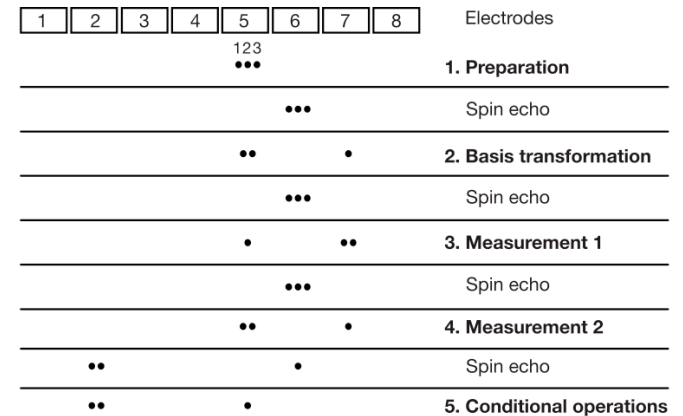 1 2 3 4 5 6 7 8 Electrodes
123
1. Preparation
Spin echo
2. Basis transformation
Spin echo
3. Measurement 1
Spin echo
4. Measurement 2
Spin echo
5. Conditional operations